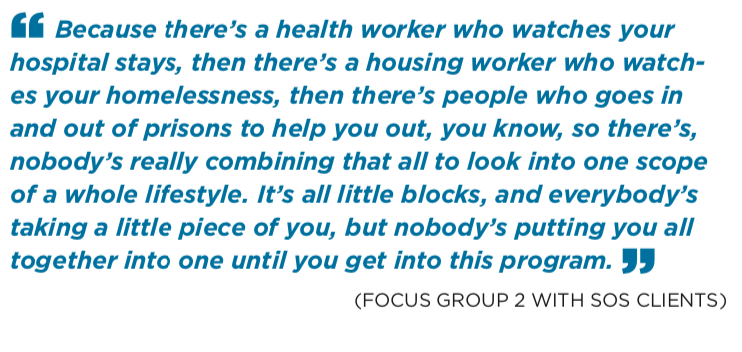 “ Because there’s a health worker who watches your
hospital stays, then there’s a housing worker who watch-
es your homelessness, then there’s people who goes in
and out of prisons to help you out, you know, so there’s,
nobody’s really combining that all to look into one scope
of a whole lifestyle. It’s all little blocks, and everybody’s
taking a little piece of you, but nobody’s putting you all
together into one until you get into this program. ”
(FOCUS GROUP 2 WITH SOS CLIENTS)